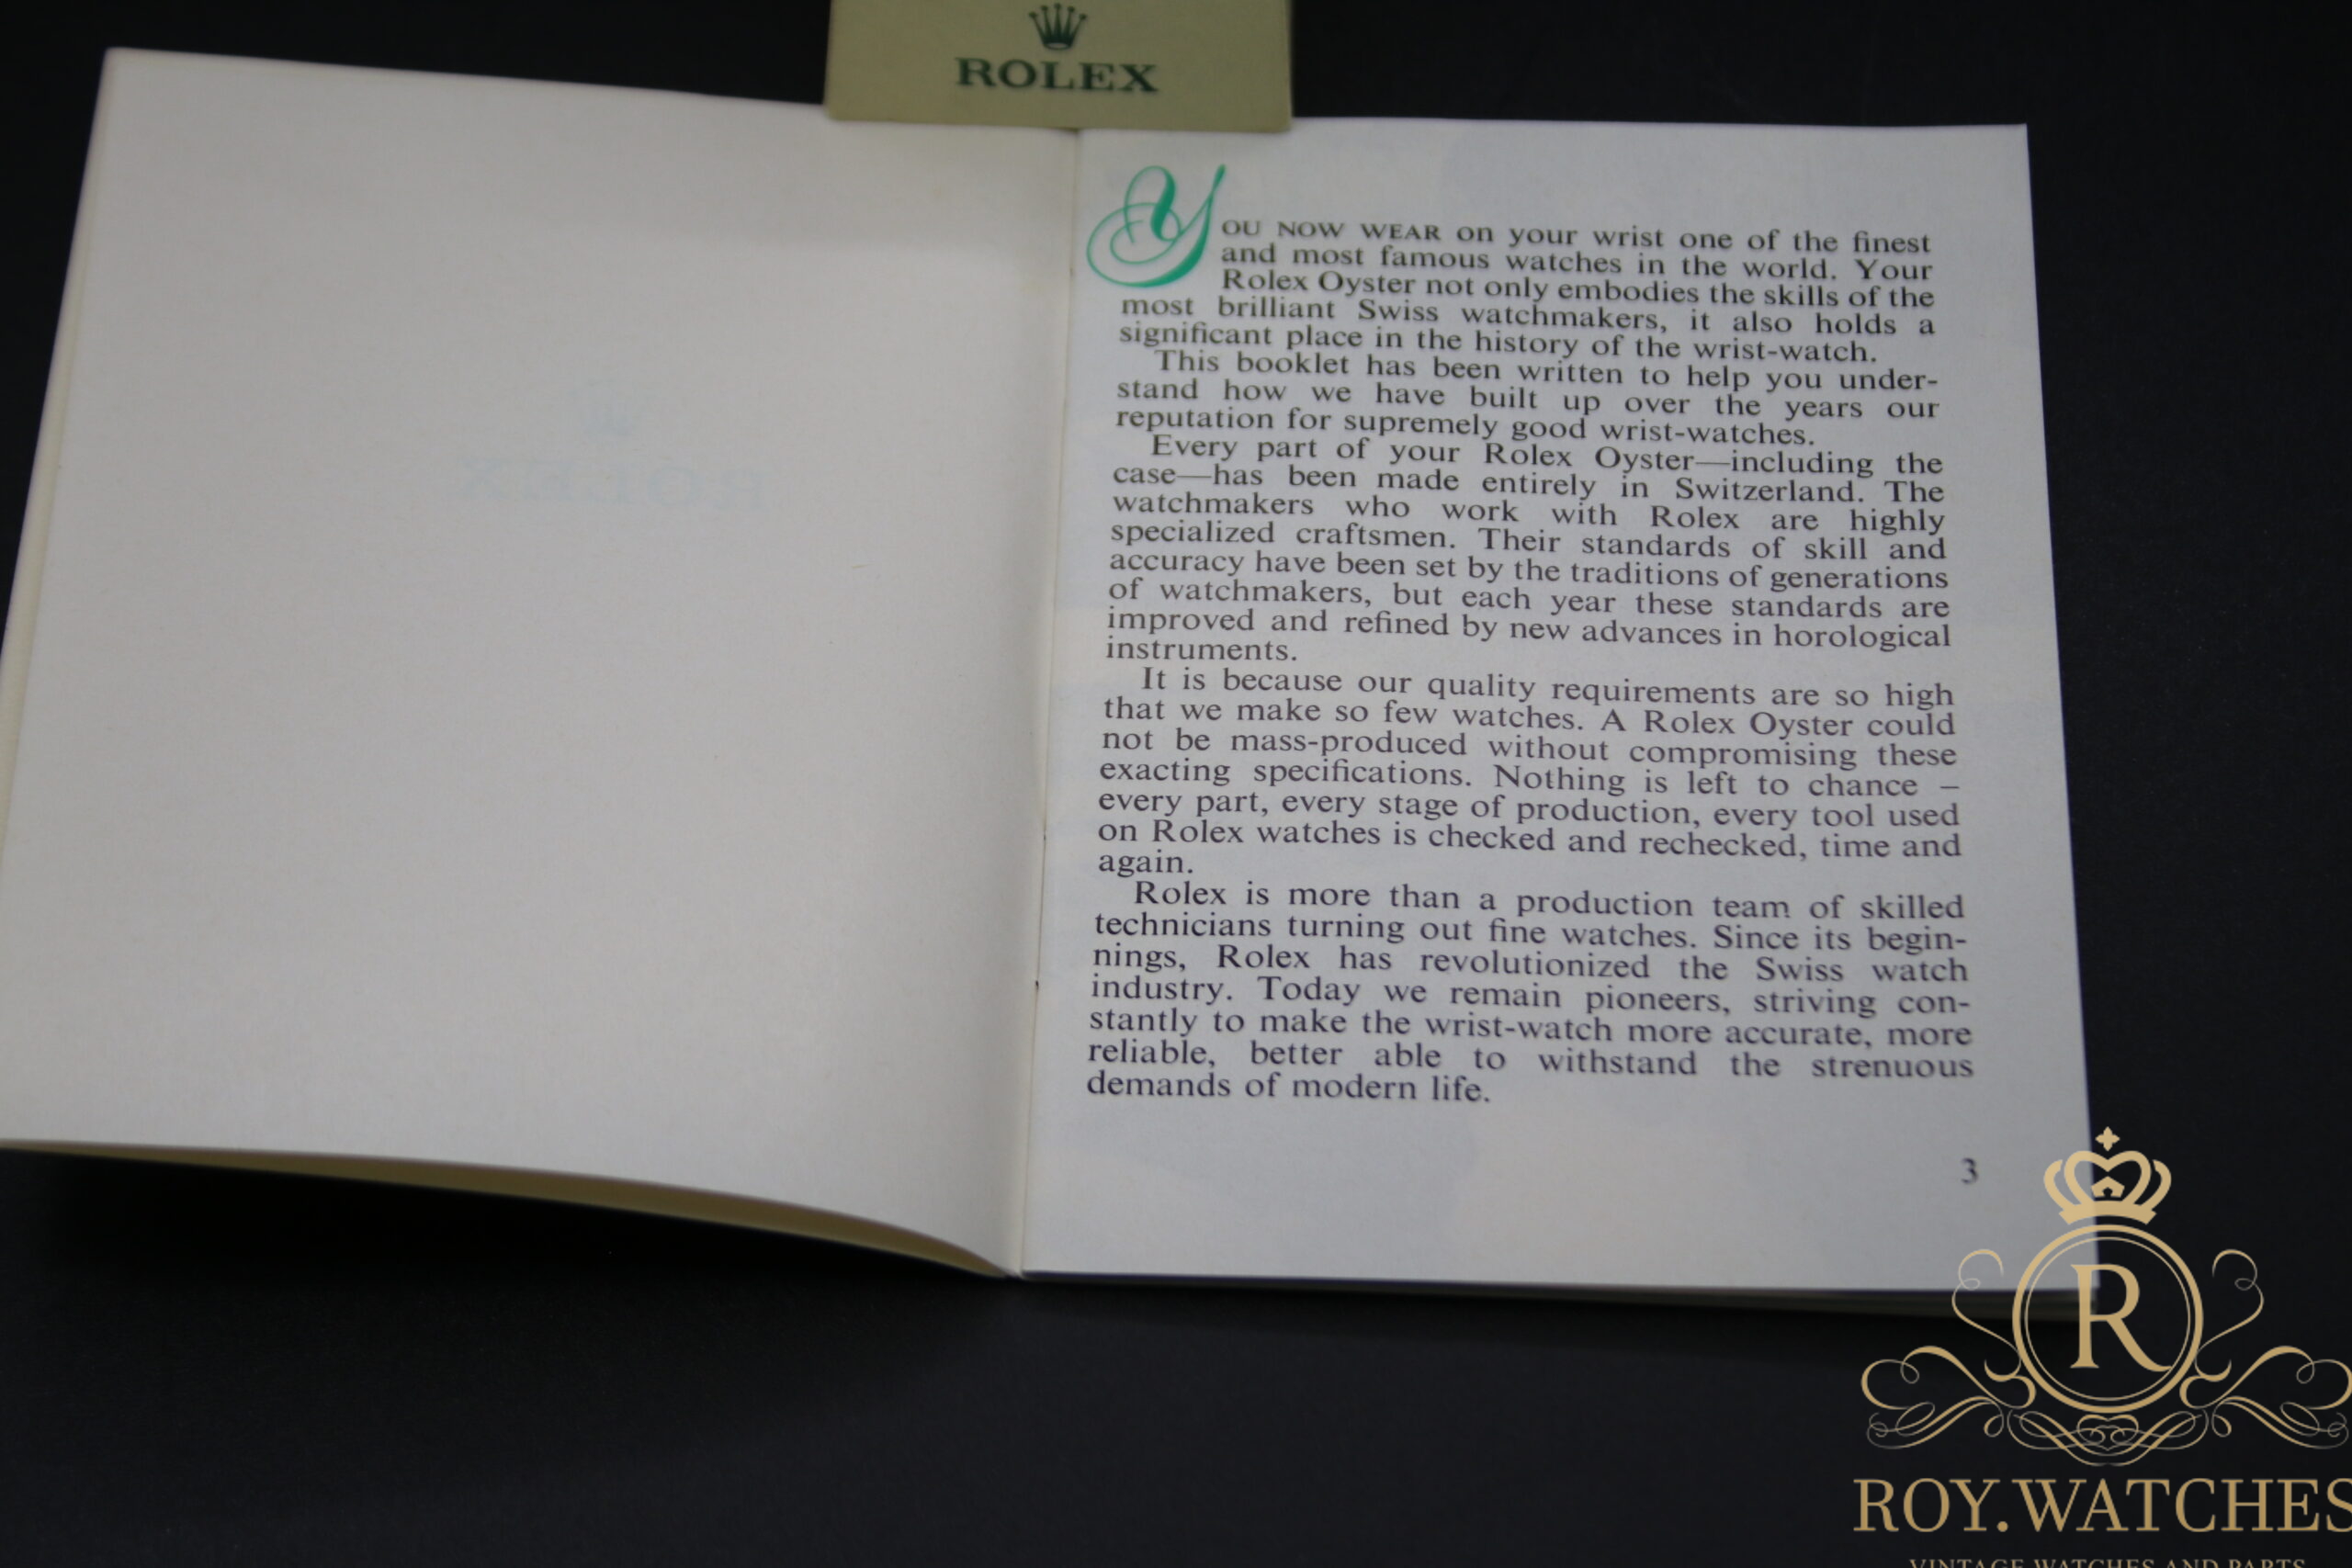 ROLEX
YOU NOW WEAR on your wrist one of the finest
and most famous watches in the world. Your
Rolex Oyster not only embodies the skills of the
most brilliant Swiss watchmakers, it also holds a
significant place in the history of the wrist-watch.
This booklet has been written to help you under-
stand how we have built up over the years our
reputation for supremely good wrist-watches.
Every part of your Rolex Oyster—including the
case—has been made entirely in Switzerland. The
watchmakers who work with Rolex are highly
specialized craftsmen. Their standards of skill and
accuracy have been set by the traditions of generations
of watchmakers, but each year these standards are
improved and refined by new advances in horological
instruments.
It is because our quality requirements are so high
that we make so few watches. A Rolex Oyster could
not be mass-produced without compromising these
exacting specifications. Nothing is left to chance –
every part, every stage of production, every tool used
on Rolex watches is checked and rechecked, time and
again.
Rolex is more than a production team of skilled
technicians turning out fine watches. Since its begin-
nings, Rolex has revolutionized the Swiss watch
industry. Today we remain pioneers, striving con-
stantly to make the wrist-watch more accurate, more
reliable, better able to withstand the strenuous
demands of modern life.
3
R
ROY.WATCHES
VINTAGE WATCHES AND PARTS